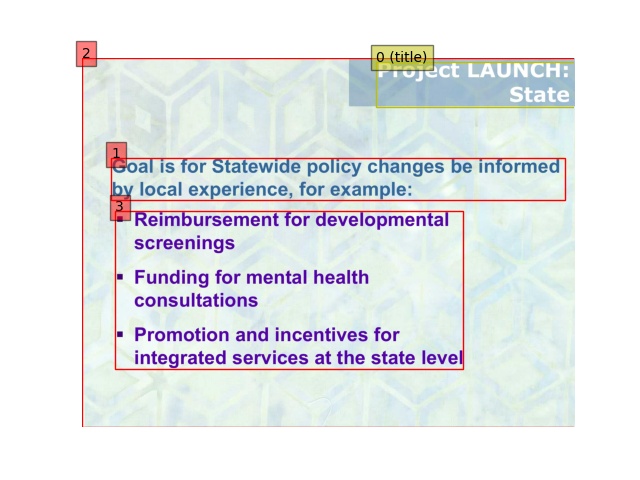 2
0 (title)
Project LAUNCH:
State
1
Goal is for Statewide policy changes be informed
by local experience, for example:
3
▪ Reimbursement for developmental
screenings
▪ Funding for mental health
consultations
▪ Promotion and incentives for
integrated services at the state level